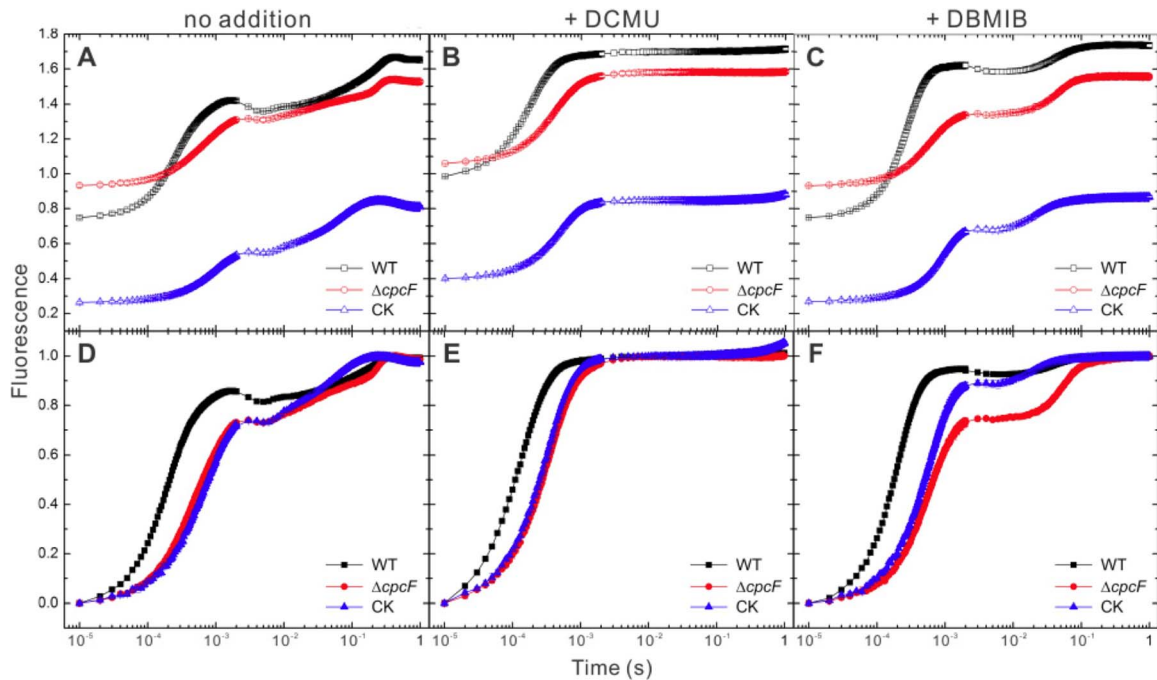 no addition
+ DCMU
+ DBMIB
Fluorescence
1.8
1.6
1.4
1.2
1.0
0.8
0.6
0.4
0.2
A
WT
ΔcpcF
CK
B
WT
ΔcpcF
CK
C
WT
ΔcpcF
CK
1.0
0.8
0.6
0.4
0.2
0.0
D
WT
ΔcpcF
CK
E
WT
ΔcpcF
CK
F
WT
ΔcpcF
CK
10⁻⁵ 10⁻⁴ 10⁻³ 10⁻² 10⁻¹ 1
10⁻⁵ 10⁻⁴ 10⁻³ 10⁻² 10⁻¹ 1
10⁻⁵ 10⁻⁴ 10⁻³ 10⁻² 10⁻¹ 1
Time (s)